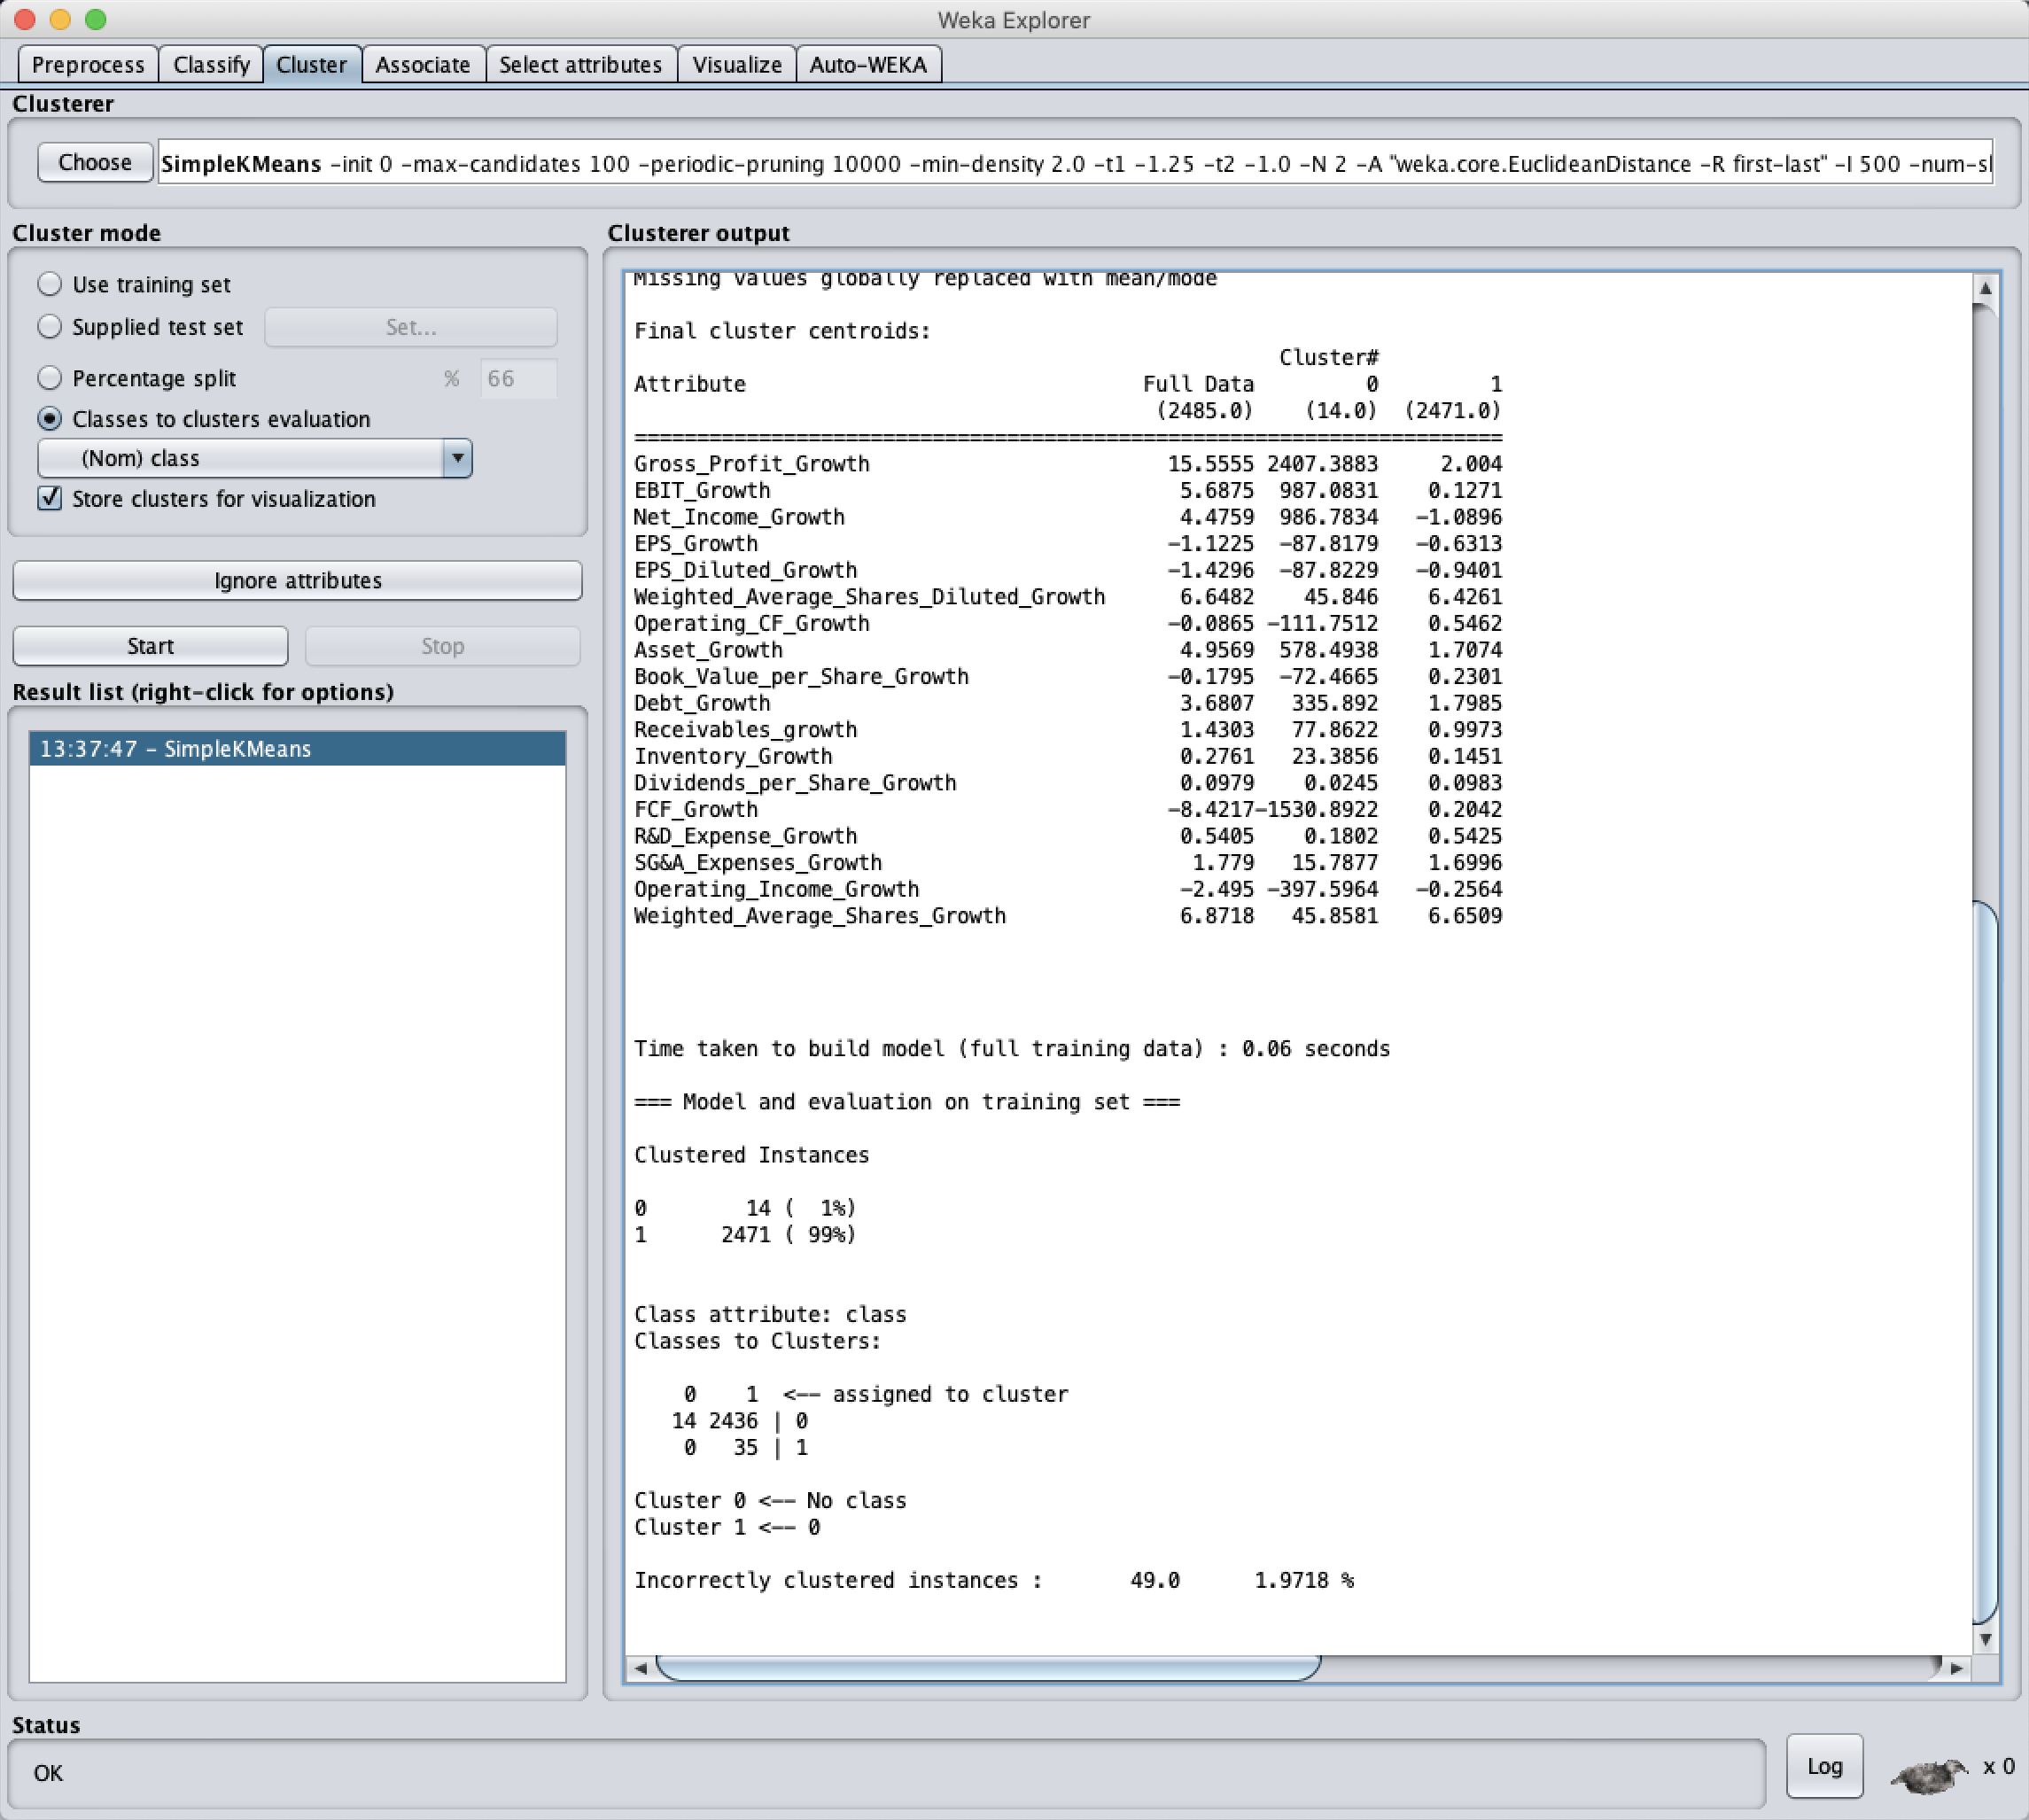 Weka Explorer
Preprocess Classify Cluster Associate Select attributes Visualize Auto-WEKA
Clusterer
Choose SimpleKMeans -init 0 -max-candidates 100 -periodic-pruning 10000 -min-density 2.0 -t1 -1.25 -t2 -1.0 -N 2 -A "weka.core.EuclideanDistance -R first-last" -I 500 -num-sl
Cluster mode
Use training set
Supplied test set Set...
Percentage split % 66
Classes to clusters evaluation
(Nom) class
Store clusters for visualization
Ignore attributes
Start Stop
Result list (right-click for options)
13:37:47 - SimpleKMeans
Clusterer output
Missing values globally replaced with mean/mode
Final cluster centroids:
Cluster#
Attribute Full Data 0 1
(2485.0) (14.0) (2471.0)
======================================================================
Gross_Profit_Growth 15.5555 2407.3883 2.004
EBIT_Growth 5.6875 987.0831 0.1271
Net_Income_Growth 4.4759 986.7834 -1.0896
EPS_Growth -1.1225 -87.8179 -0.6313
EPS_Diluted_Growth -1.4296 -87.8229 -0.9401
Weighted_Average_Shares_Diluted_Growth 6.6482 45.846 6.4261
Operating_CF_Growth -0.0865 -111.7512 0.5462
Asset_Growth 4.9569 578.4938 1.7074
Book_Value_per_Share_Growth -0.1795 -72.4665 0.2301
Debt_Growth 3.6807 335.892 1.7985
Receivables_growth 1.4303 77.8622 0.9973
Inventory_Growth 0.2761 23.3856 0.1451
Dividends_per_Share_Growth 0.0979 0.0245 0.0983
FCF_Growth -8.4217-1530.8922 0.2042
R&D_Expense_Growth 0.5405 0.1802 0.5425
SG&A_Expenses_Growth 1.779 15.7877 1.6996
Operating_Income_Growth -2.495 -397.5964 -0.2564
Weighted_Average_Shares_Growth 6.8718 45.8581 6.6509
Time taken to build model (full training data) : 0.06 seconds
=== Model and evaluation on training set ===
Clustered Instances
0 14 ( 1%)
1 2471 ( 99%)
Class attribute: class
Classes to Clusters:
0 1 <-- assigned to cluster
14 2436 | 0
0 35 | 1
Cluster 0 <-- No class
Cluster 1 <-- 0
Incorrectly clustered instances : 49.0 1.9718 %
Status
OK
Log
x 0